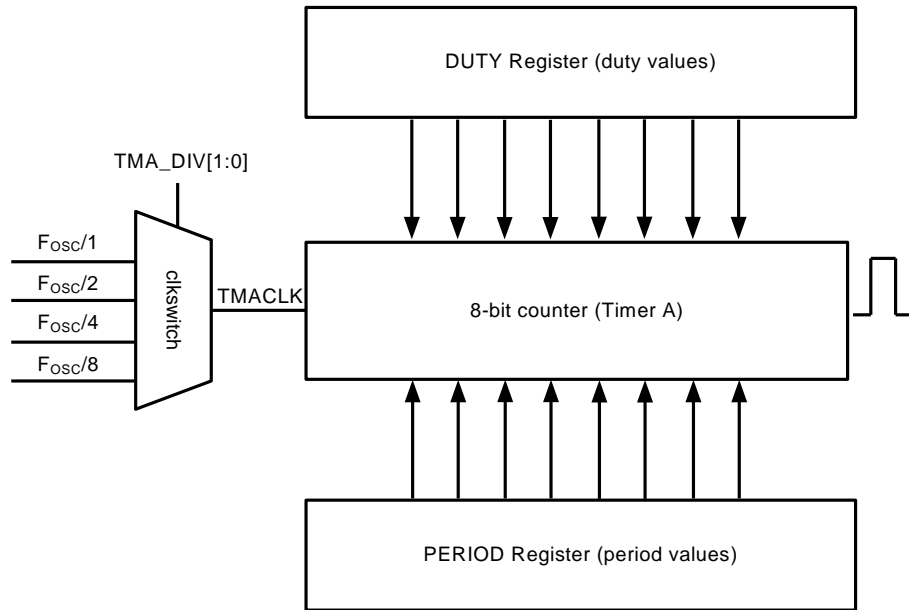 DUTY Register (duty values)
TMA_DIV[1:0]
FOSC/1
FOSC/2
FOSC/4
FOSC/8
clkswitch
TMACLK
8-bit counter (Timer A)
PERIOD Register (period values)